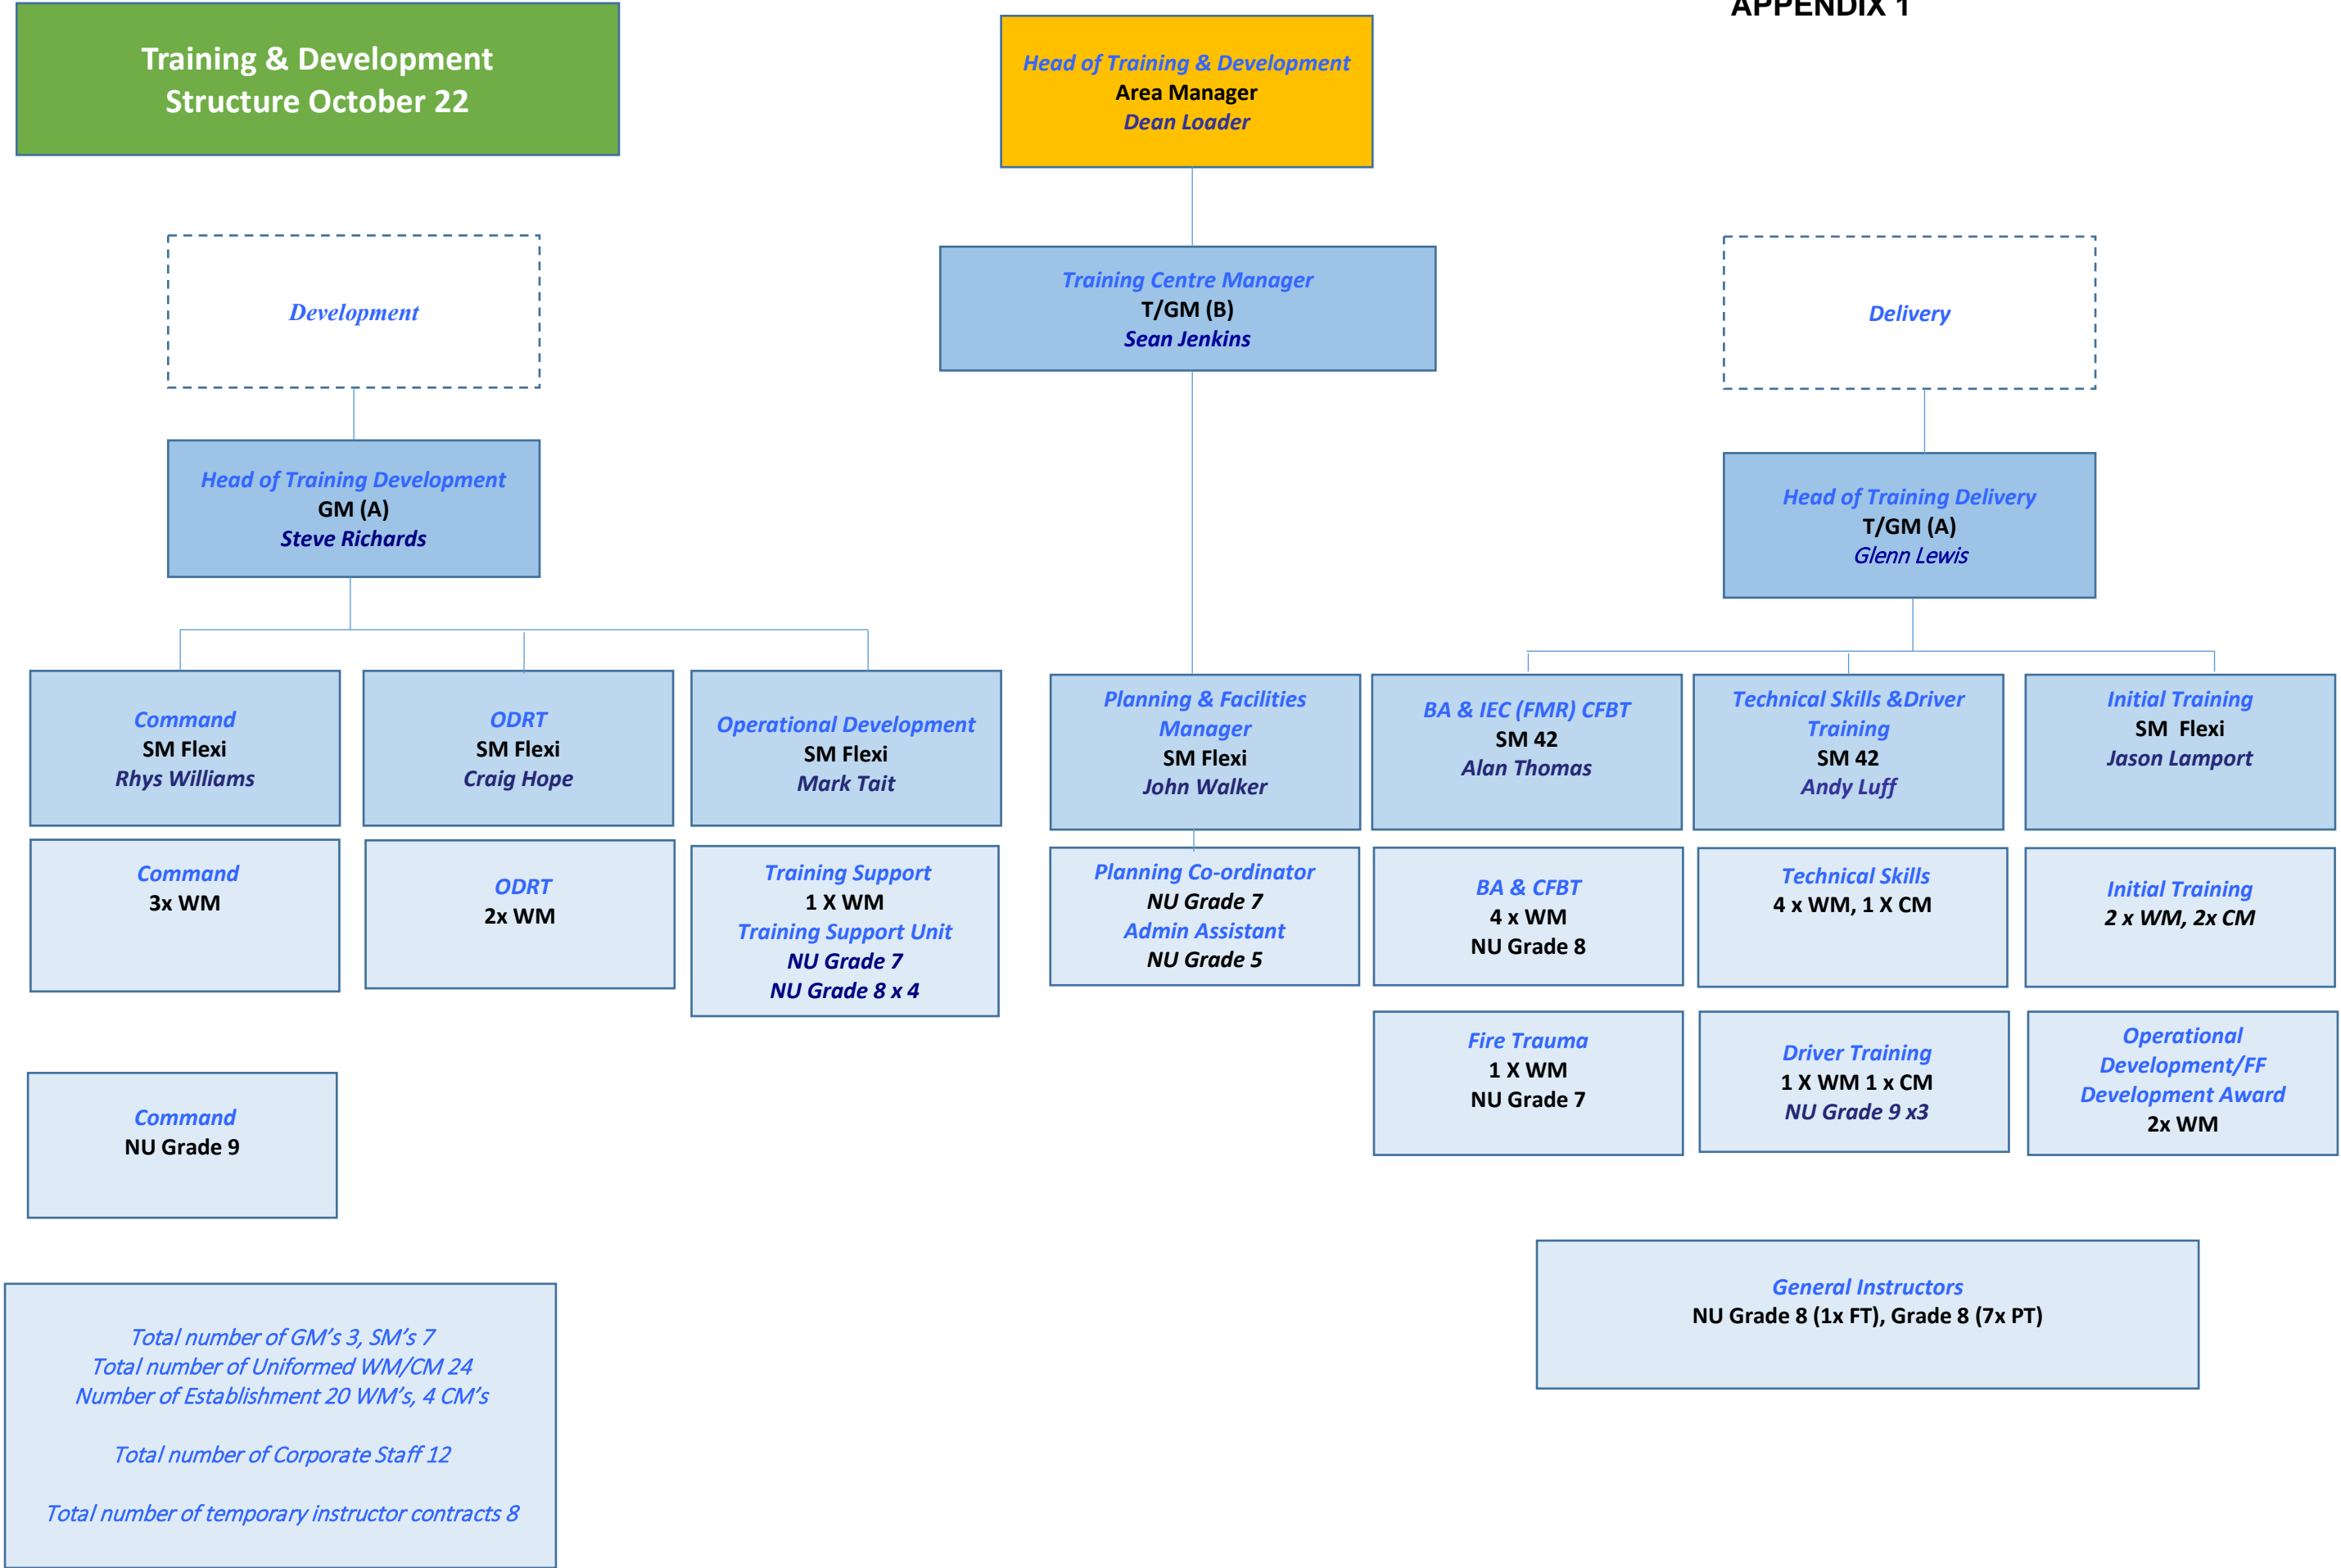 APPENDIX 1
Training & Development
Structure October 22
Head of Training & Development
Area Manager
Dean Loader
Development
Training Centre Manager
T/GM (B)
Sean Jenkins
Delivery
Head of Training Development
GM (A)
Steve Richards
Head of Training Delivery
T/GM (A)
Glenn Lewis
Command
SM Flexi
Rhys Williams
ODRT
SM Flexi
Craig Hope
Operational Development
SM Flexi
Mark Tait
Planning & Facilities
Manager
SM Flexi
John Walker
BA & IEC (FMR) CFBT
SM 42
Alan Thomas
Technical Skills &Driver
Training
SM 42
Andy Luff
Initial Training
SM Flexi
Jason Lamport
Command
3x WM
ODRT
2x WM
Training Support
1 X WM
Training Support Unit
NU Grade 7
NU Grade 8 x 4
Planning Co-ordinator
NU Grade 7
Admin Assistant
NU Grade 5
BA & CFBT
4 x WM
NU Grade 8
Technical Skills
4 x WM, 1 X CM
Initial Training
2 x WM, 2x CM
Command
NU Grade 9
Fire Trauma
1 X WM
NU Grade 7
Driver Training
1 X WM 1 x CM
NU Grade 9 x3
Operational
Development/FF
Development Award
2x WM
General Instructors
NU Grade 8 (1x FT), Grade 8 (7x PT)
Total number of GM’s 3, SM’s 7
Total number of Uniformed WM/CM 24
Number of Establishment 20 WM’s, 4 CM’s
Total number of Corporate Staff 12
Total number of temporary instructor contracts 8